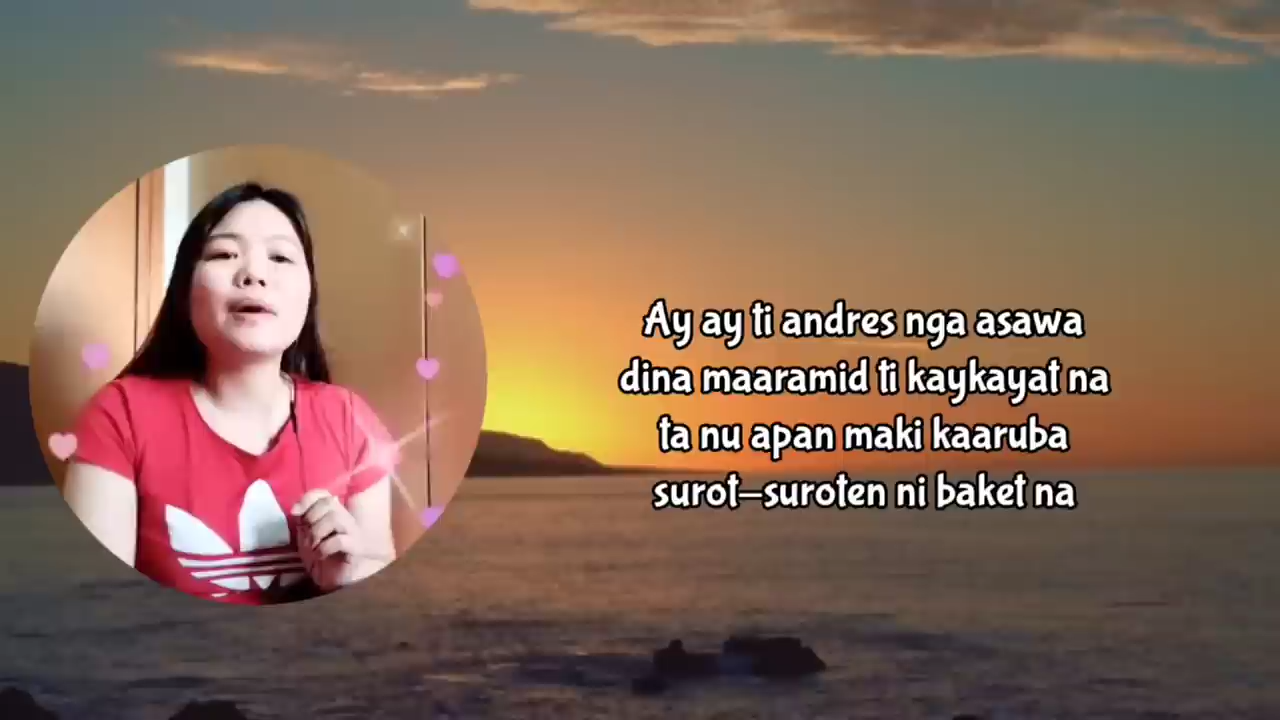 Ay ay ti andres nga asawa
dina maaramid ti kaykayat na
ta nu apan maki kaaruba
surot-suroten ni baket na